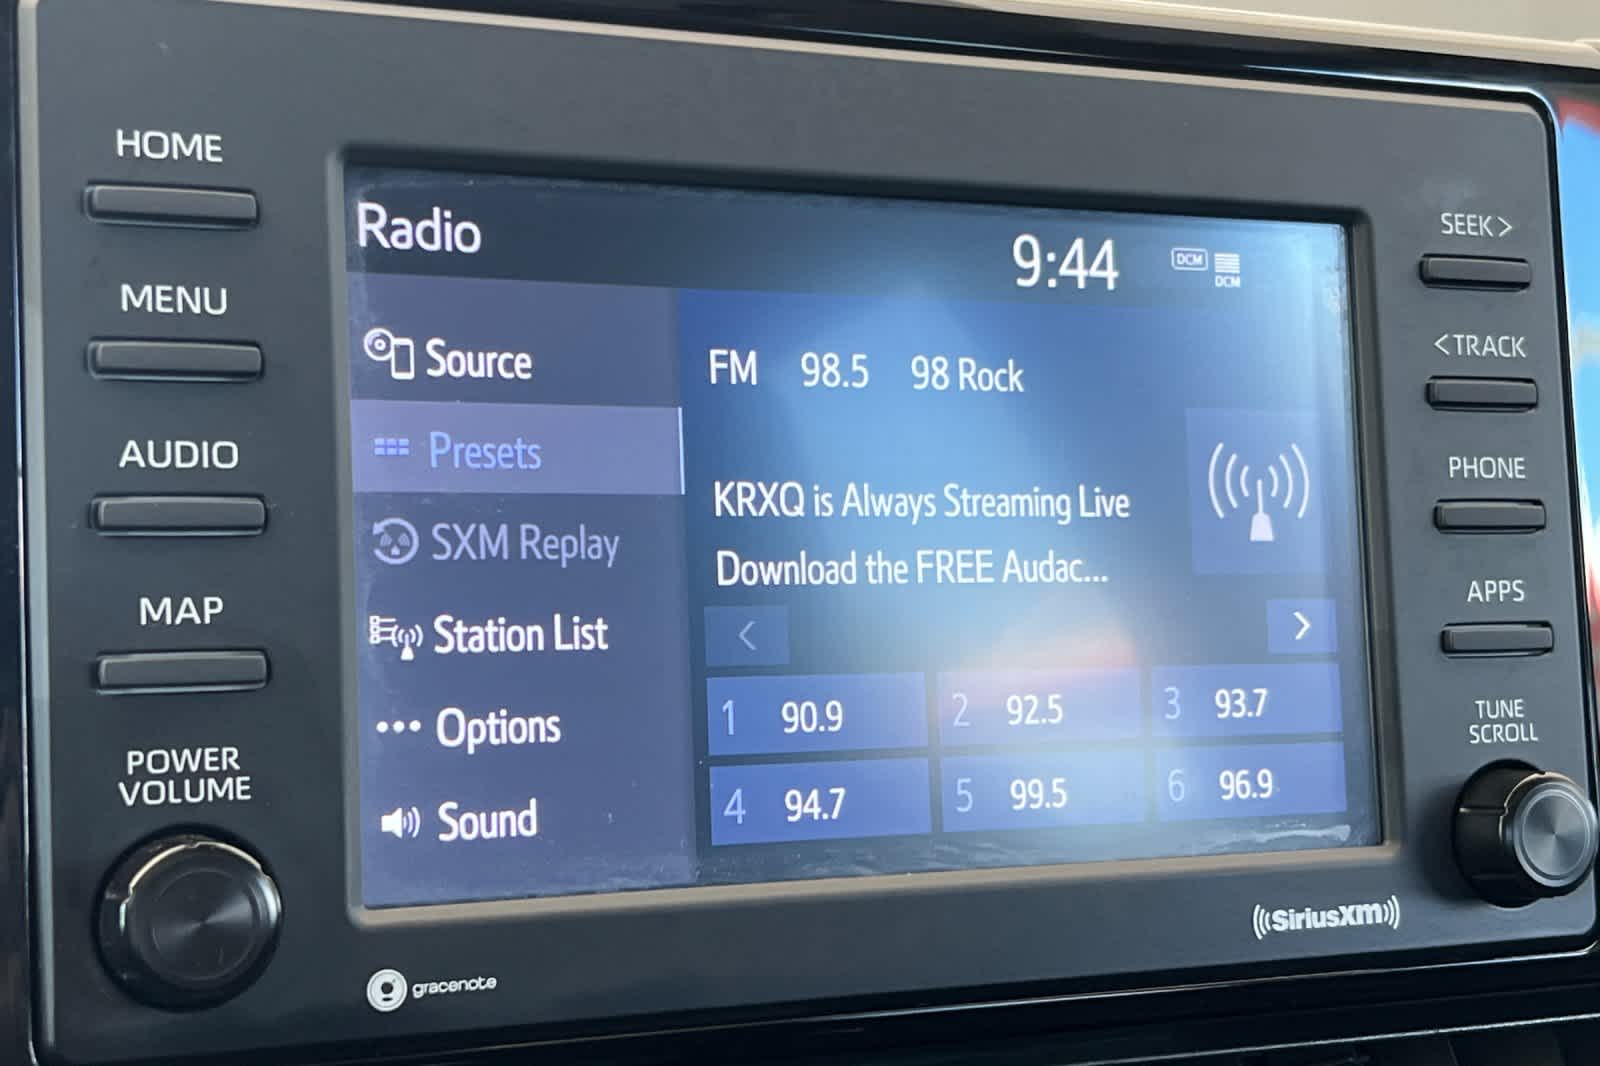 HOME
MENU
AUDIO
MAP
POWER
VOLUME
Radio
9:44
DCM
DCM
Source
Presets
SXM Replay
Station List
Options
Sound
FM 98.5 98 Rock
KRXQ is Always Streaming Live
Download the FREE Audac...
<
>
1 90.9
2 92.5
3 93.7
4 94.7
5 99.5
6 96.9
SEEK >
< TRACK
PHONE
APPS
TUNE
SCROLL
gracenote
SiriusXM